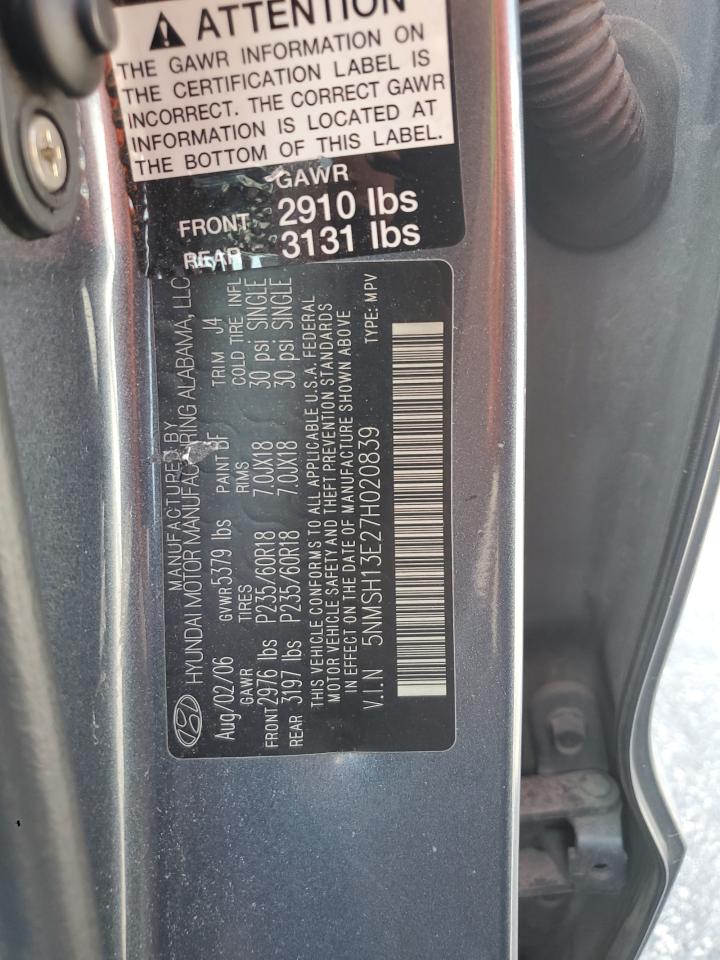 ATTENTION
THE GAWR INFORMATION ON
THE CERTIFICATION LABEL IS
INCORRECT. THE CORRECT GAWR
INFORMATION IS LOCATED AT
THE BOTTOM OF THIS LABEL.
GAWR
FRONT 2910 lbs
REAR 3131 lbs
MANUFACTURED BY
HYUNDAI MOTOR MANUFACTURING ALABAMA, LLC
Aug/02/06 GVWR 5379 lbs PAINT DF TRIM J4
GAWR TIRES RIMS COLD TIRE INFL
FRONT 2976 lbs P235/60R18 7.0JX18 30 psi: SINGLE
REAR 3197 lbs P235/60R18 7.0JX18 30 psi: SINGLE
THIS VEHICLE CONFORMS TO ALL APPLICABLE U.S.A. FEDERAL
MOTOR VEHICLE SAFETY AND THEFT PREVENTION STANDARDS
IN EFFECT ON THE DATE OF MANUFACTURE SHOWN ABOVE
V.I.N 5NMSH13E27H020839 TYPE: MPV